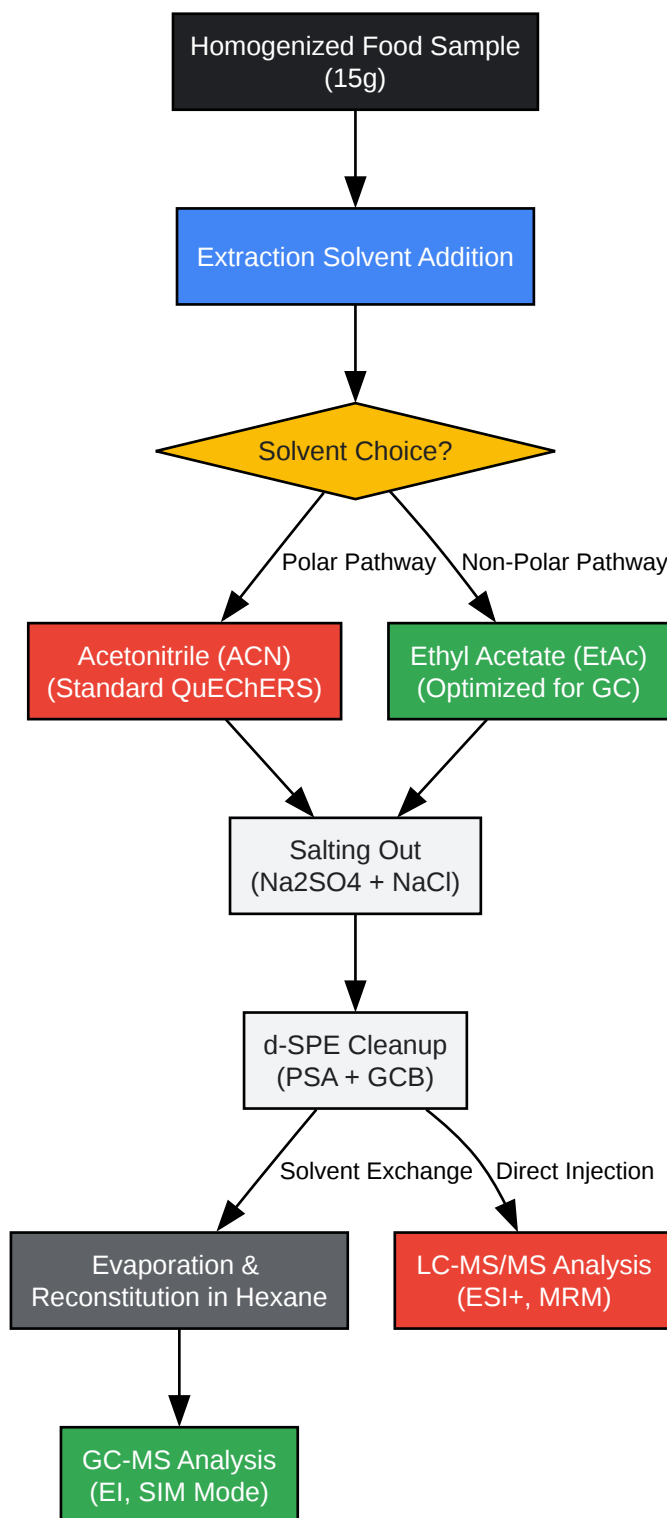 Homogenized Food Sample
(15g)
Extraction Solvent Addition
Solvent Choice?
Polar Pathway
Non-Polar Pathway
Acetonitrile (ACN)
(Standard QuEChERS)
Ethyl Acetate (EtAc)
(Optimized for GC)
Salting Out
(Na2SO4 + NaCl)
d-SPE Cleanup
(PSA + GCB)
Solvent Exchange
Direct Injection
Evaporation &
Reconstitution in Hexane
LC-MS/MS Analysis
(ESI+, MRM)
GC-MS Analysis
(EI, SIM Mode)